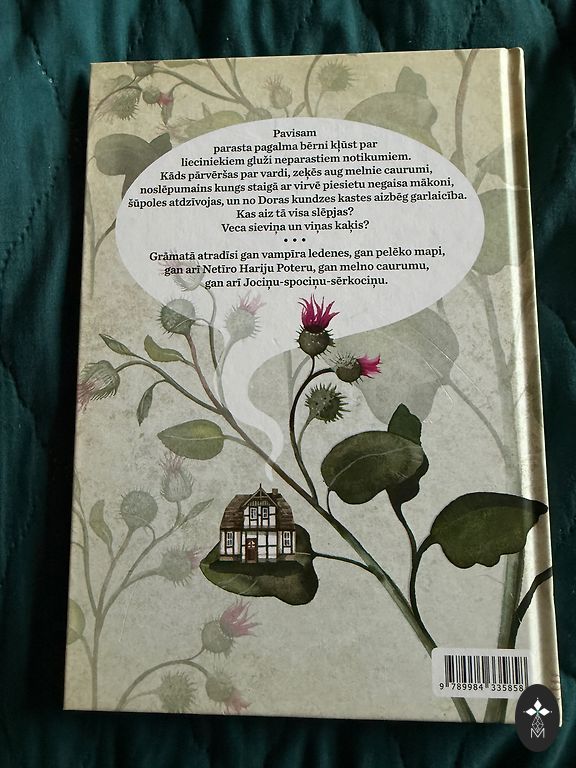 Pavisam
parasta pagalma bērni kļūst par
lieciniekiem gluži neparastiem notikumiem.
Kāds pārvēršas par vardi, zeķēs aug melnie caurumi,
noslēpumains kungs staigā ar virvē piesietu negaisa mākoni,
šūpoles atdzīvojas, un no Doras kundzes kastes aizbēg garlaicība.
Kas aiz tā visa slēpjas?
Veca sieviņa un viņas kaķis?
• • •
Grāmatā atradīsi gan vampīra ledenes, gan pelēko mapi,
gan arī Netīro Hariju Poteru, gan melno caurumu,
gan arī Jociņu-spociņu-sērkociņu.
9 789984 335858
M